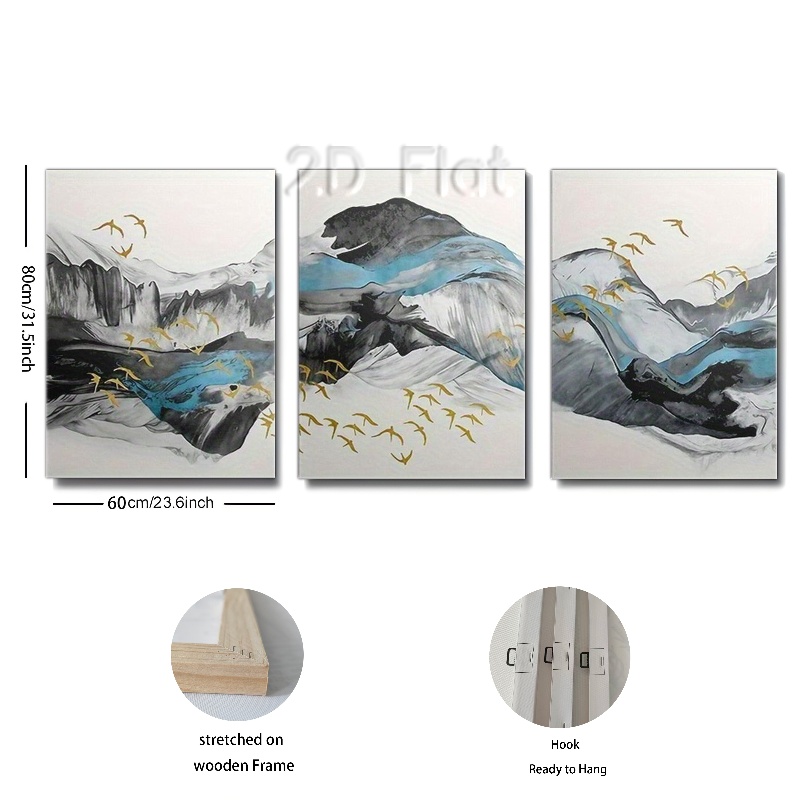 2D Flat
80cm/31.5inch
60cm/23.6inch
stretched on
wooden Frame
Hook
Ready to Hang